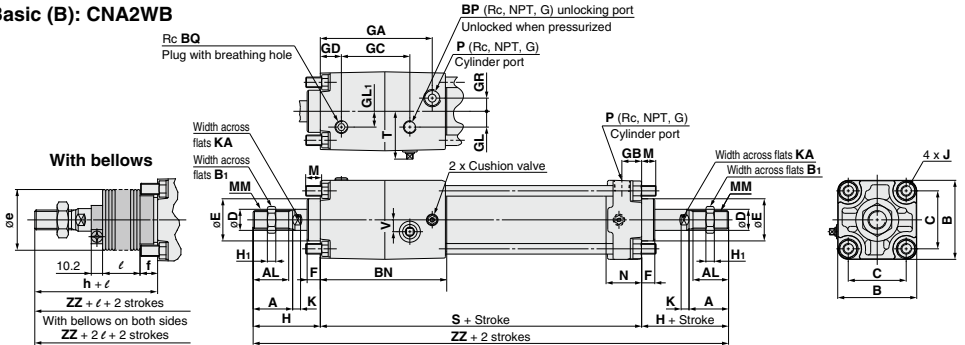 Basic (B): CNA2WB
BP (Rc, NPT, G) unlocking port
Unlocked when pressurized
GA
Rc BQ
Plug with breathing hole
GD
GC
P (Rc, NPT, G)
Cylinder port
GL1
GR
T
GL
P (Rc, NPT, G)
Cylinder port
Width across
flats KA
Width across
flats B1
GB
M
Width across flats KA
Width across flats B1
4 x J
With bellows
MM
M
2 x Cushion valve
MM
øe
øE
øD
V
øD
øE
C
B
H1
H1
10.2
ℓ
f
AL
F
BN
N
F
AL
h + ℓ
A
K
K
A
C
ZZ + ℓ + 2 strokes
H
S + Stroke
H + Stroke
B
With bellows on both sides
ZZ + 2 ℓ + 2 strokes
ZZ + 2 strokes